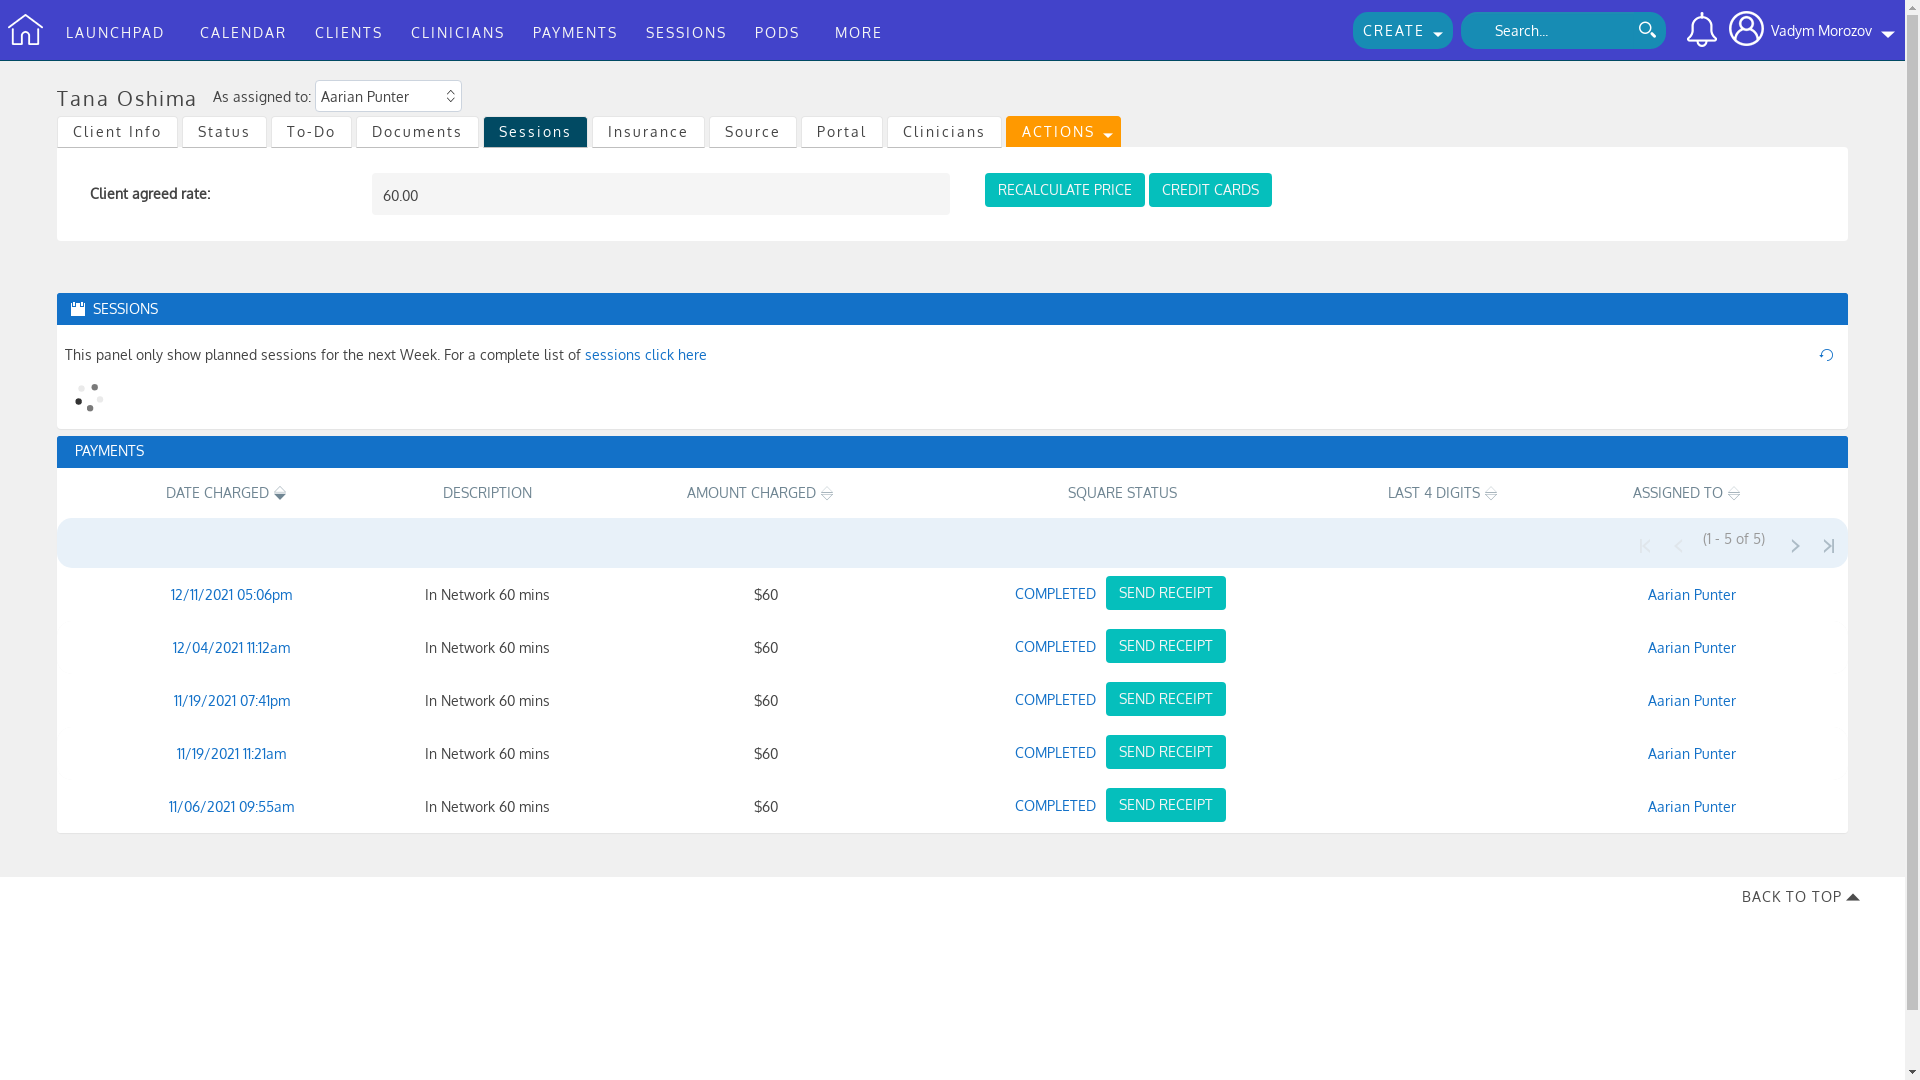 LAUNCHPAD CALENDAR CLIENTS CLINICIANS PAYMENTS SESSIONS PODS MORE CREATE Search... Vadym Morozov
Tana Oshima As assigned to: Aarian Punter
Client Info Status To-Do Documents Sessions Insurance Source Portal Clinicians ACTIONS
Client agreed rate: 60.00 RECALCULATE PRICE CREDIT CARDS
SESSIONS
This panel only show planned sessions for the next Week. For a complete list of sessions click here
PAYMENTS
DATE CHARGED DESCRIPTION AMOUNT CHARGED SQUARE STATUS LAST 4 DIGITS ASSIGNED TO
(1 - 5 of 5)
12/11/2021 05:06pm In Network 60 mins $60 COMPLETED SEND RECEIPT Aarian Punter
12/04/2021 11:12am In Network 60 mins $60 COMPLETED SEND RECEIPT Aarian Punter
11/19/2021 07:41pm In Network 60 mins $60 COMPLETED SEND RECEIPT Aarian Punter
11/19/2021 11:21am In Network 60 mins $60 COMPLETED SEND RECEIPT Aarian Punter
11/06/2021 09:55am In Network 60 mins $60 COMPLETED SEND RECEIPT Aarian Punter
BACK TO TOP